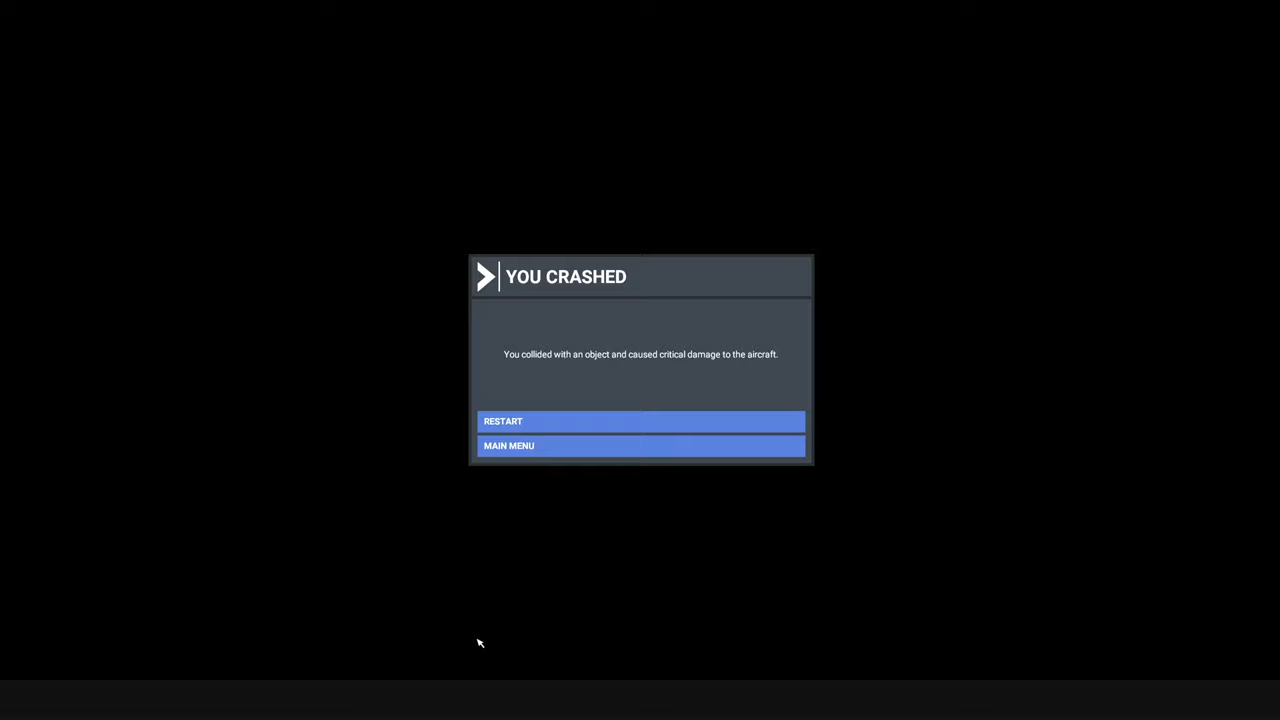 YOU CRASHED
You collided with an object and caused critical damage to the aircraft.
RESTART
MAIN MENU